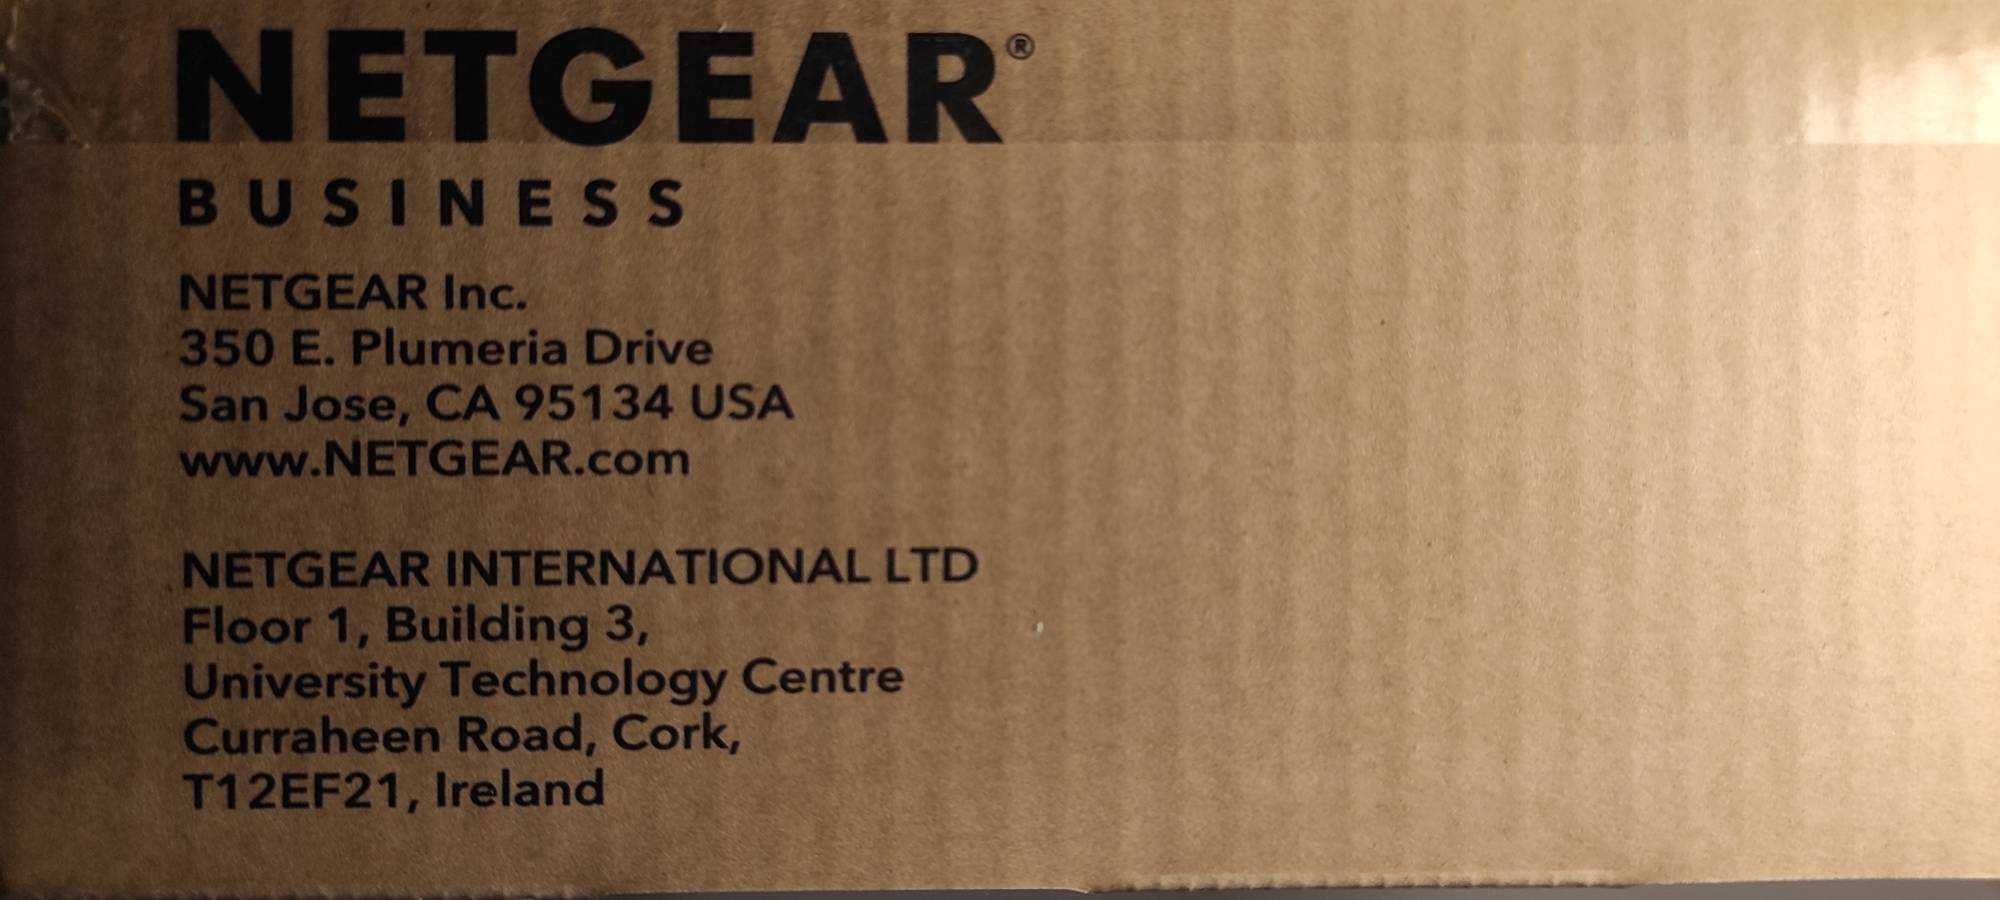 NETGEAR®
BUSINESS
NETGEAR Inc.
350 E. Plumeria Drive
San Jose, CA 95134 USA
www.NETGEAR.com
NETGEAR INTERNATIONAL LTD
Floor 1, Building 3,
University Technology Centre
Curraheen Road, Cork,
T12EF21, Ireland